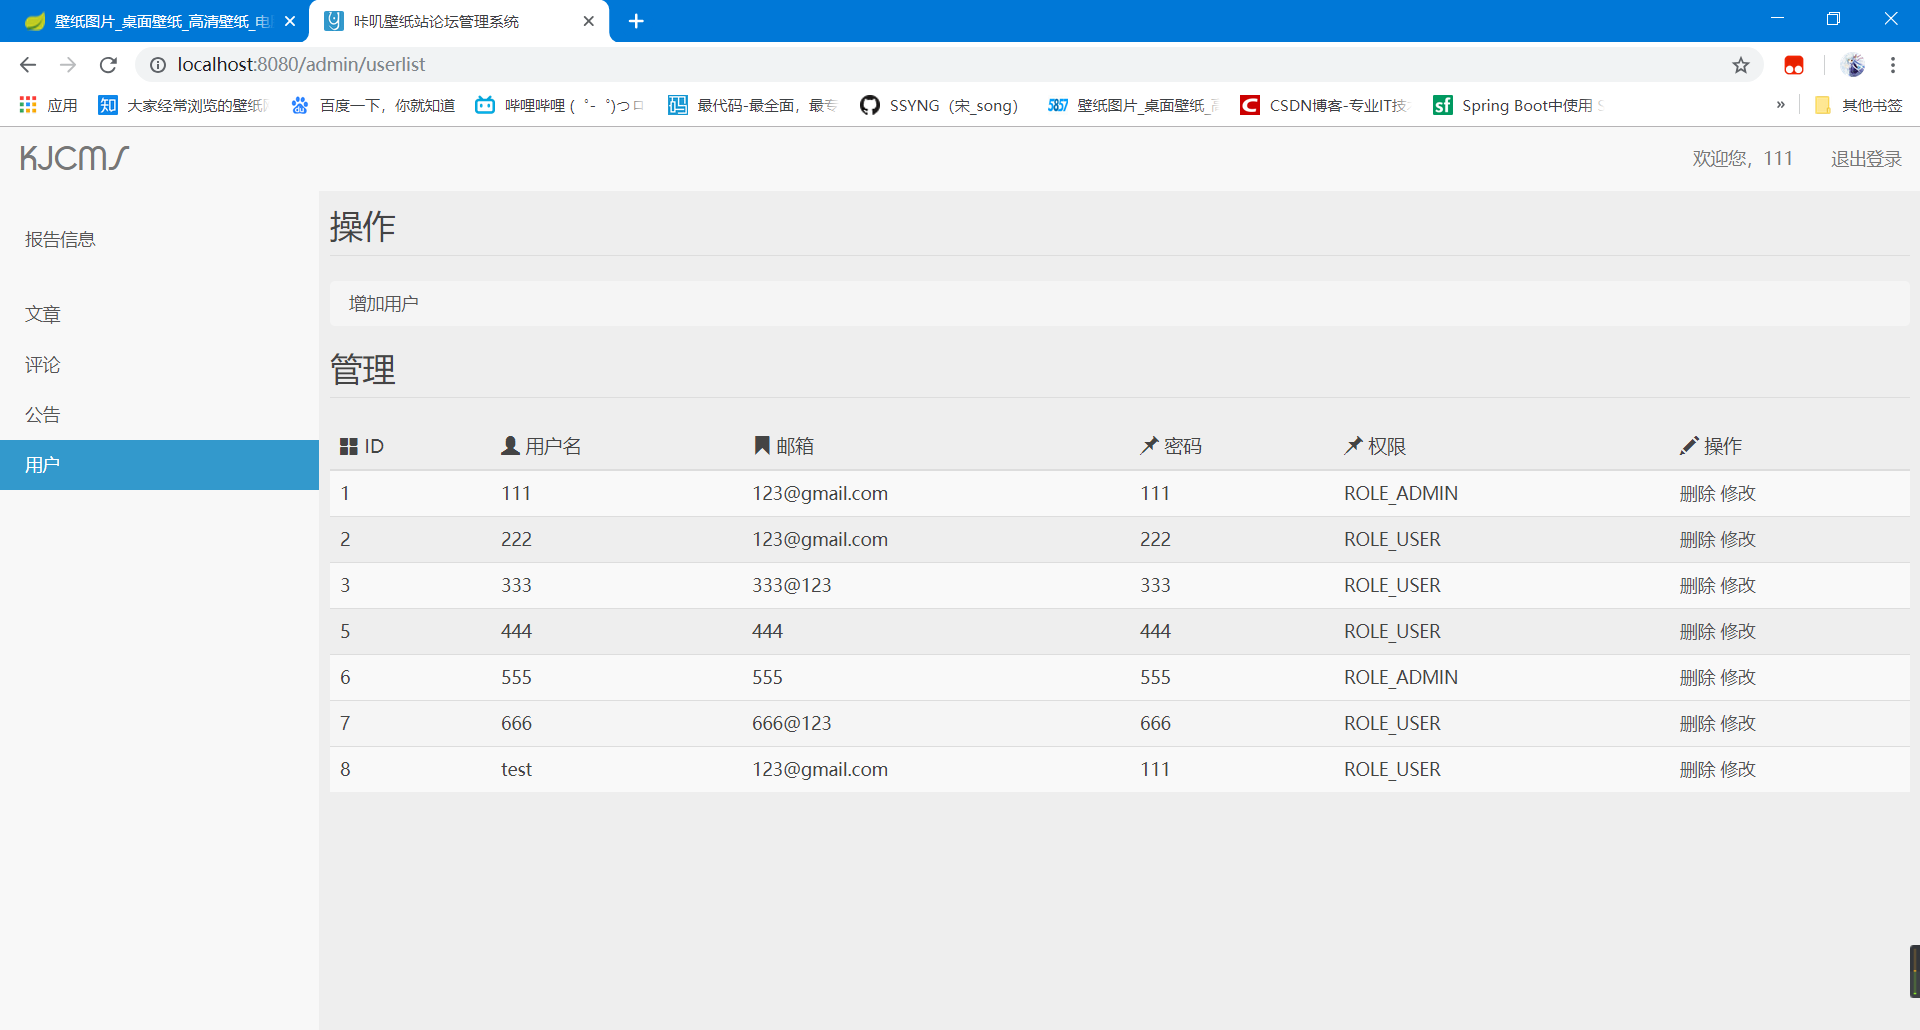 壁纸图片_桌面壁纸_高清壁纸_电
咔叽壁纸站论坛管理系统
localhost:8080/admin/userlist
应用
知 大家经常浏览的壁纸
百度一下，你就知道
哔哩哔哩 ( ゜- ゜)つロ
码 最代码-最全面，最专
SSYNG（宋_song）
5857 壁纸图片_桌面壁纸_高
C CSDN博客-专业IT技
sf Spring Boot中使用 S
»
其他书签
KJCMS
欢迎您，111 退出登录
报告信息
文章
评论
公告
用户
操作
增加用户
管理
ID 用户名 邮箱 密码 权限 操作
1 111 123@gmail.com 111 ROLE_ADMIN 删除 修改
2 222 123@gmail.com 222 ROLE_USER 删除 修改
3 333 333@123 333 ROLE_USER 删除 修改
5 444 444 444 ROLE_USER 删除 修改
6 555 555 555 ROLE_ADMIN 删除 修改
7 666 666@123 666 ROLE_USER 删除 修改
8 test 123@gmail.com 111 ROLE_USER 删除 修改